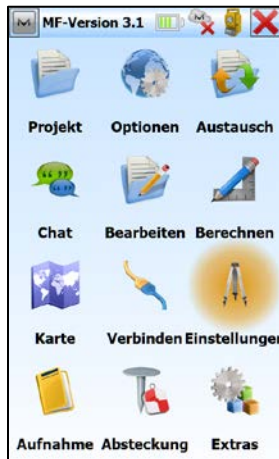 MF-Version 3.1
Projekt Optionen Austausch
Chat Bearbeiten Berechnen
Karte Verbinden Einstellungen
Aufnahme Absteckung Extras